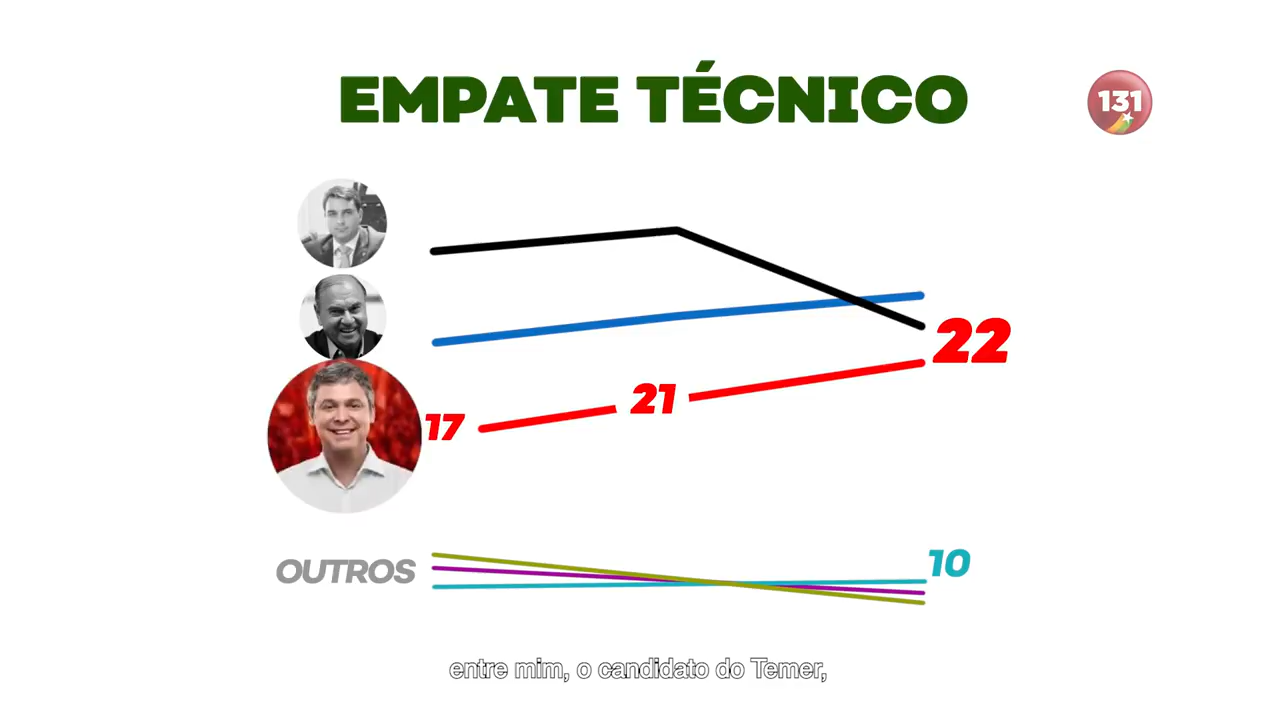 EMPATE TÉCNICO
131
22
21
17
OUTROS
10
entre mim, o candidato do Temer,